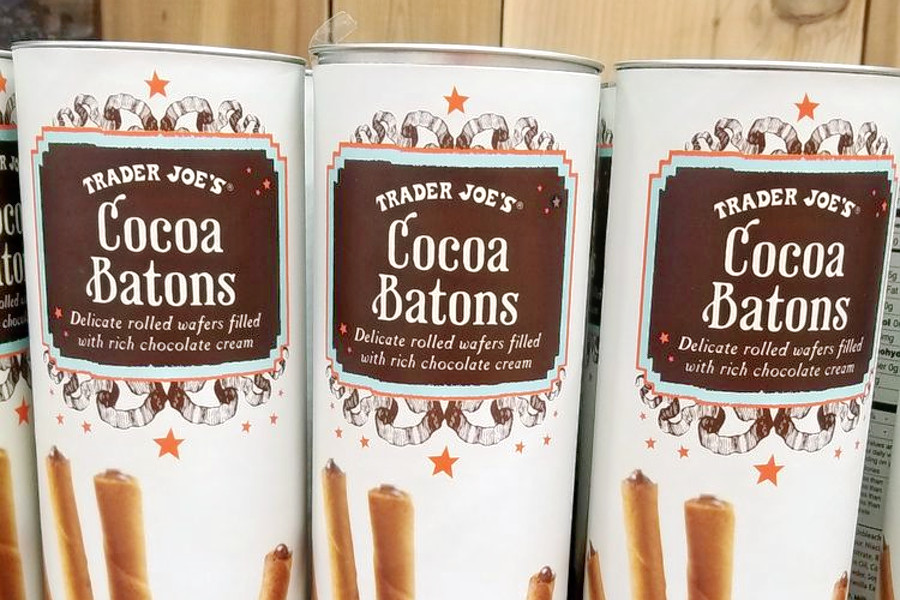 TRADER JOE'S®
Cocoa
Batons
Delicate rolled wafers filled
with rich chocolate cream
TRADER JOE'S®
Cocoa
Batons
Delicate rolled wafers filled
with rich chocolate cream
TRADER JOE'S®
Cocoa
Batons
Delicate rolled wafers filled
with rich chocolate cream